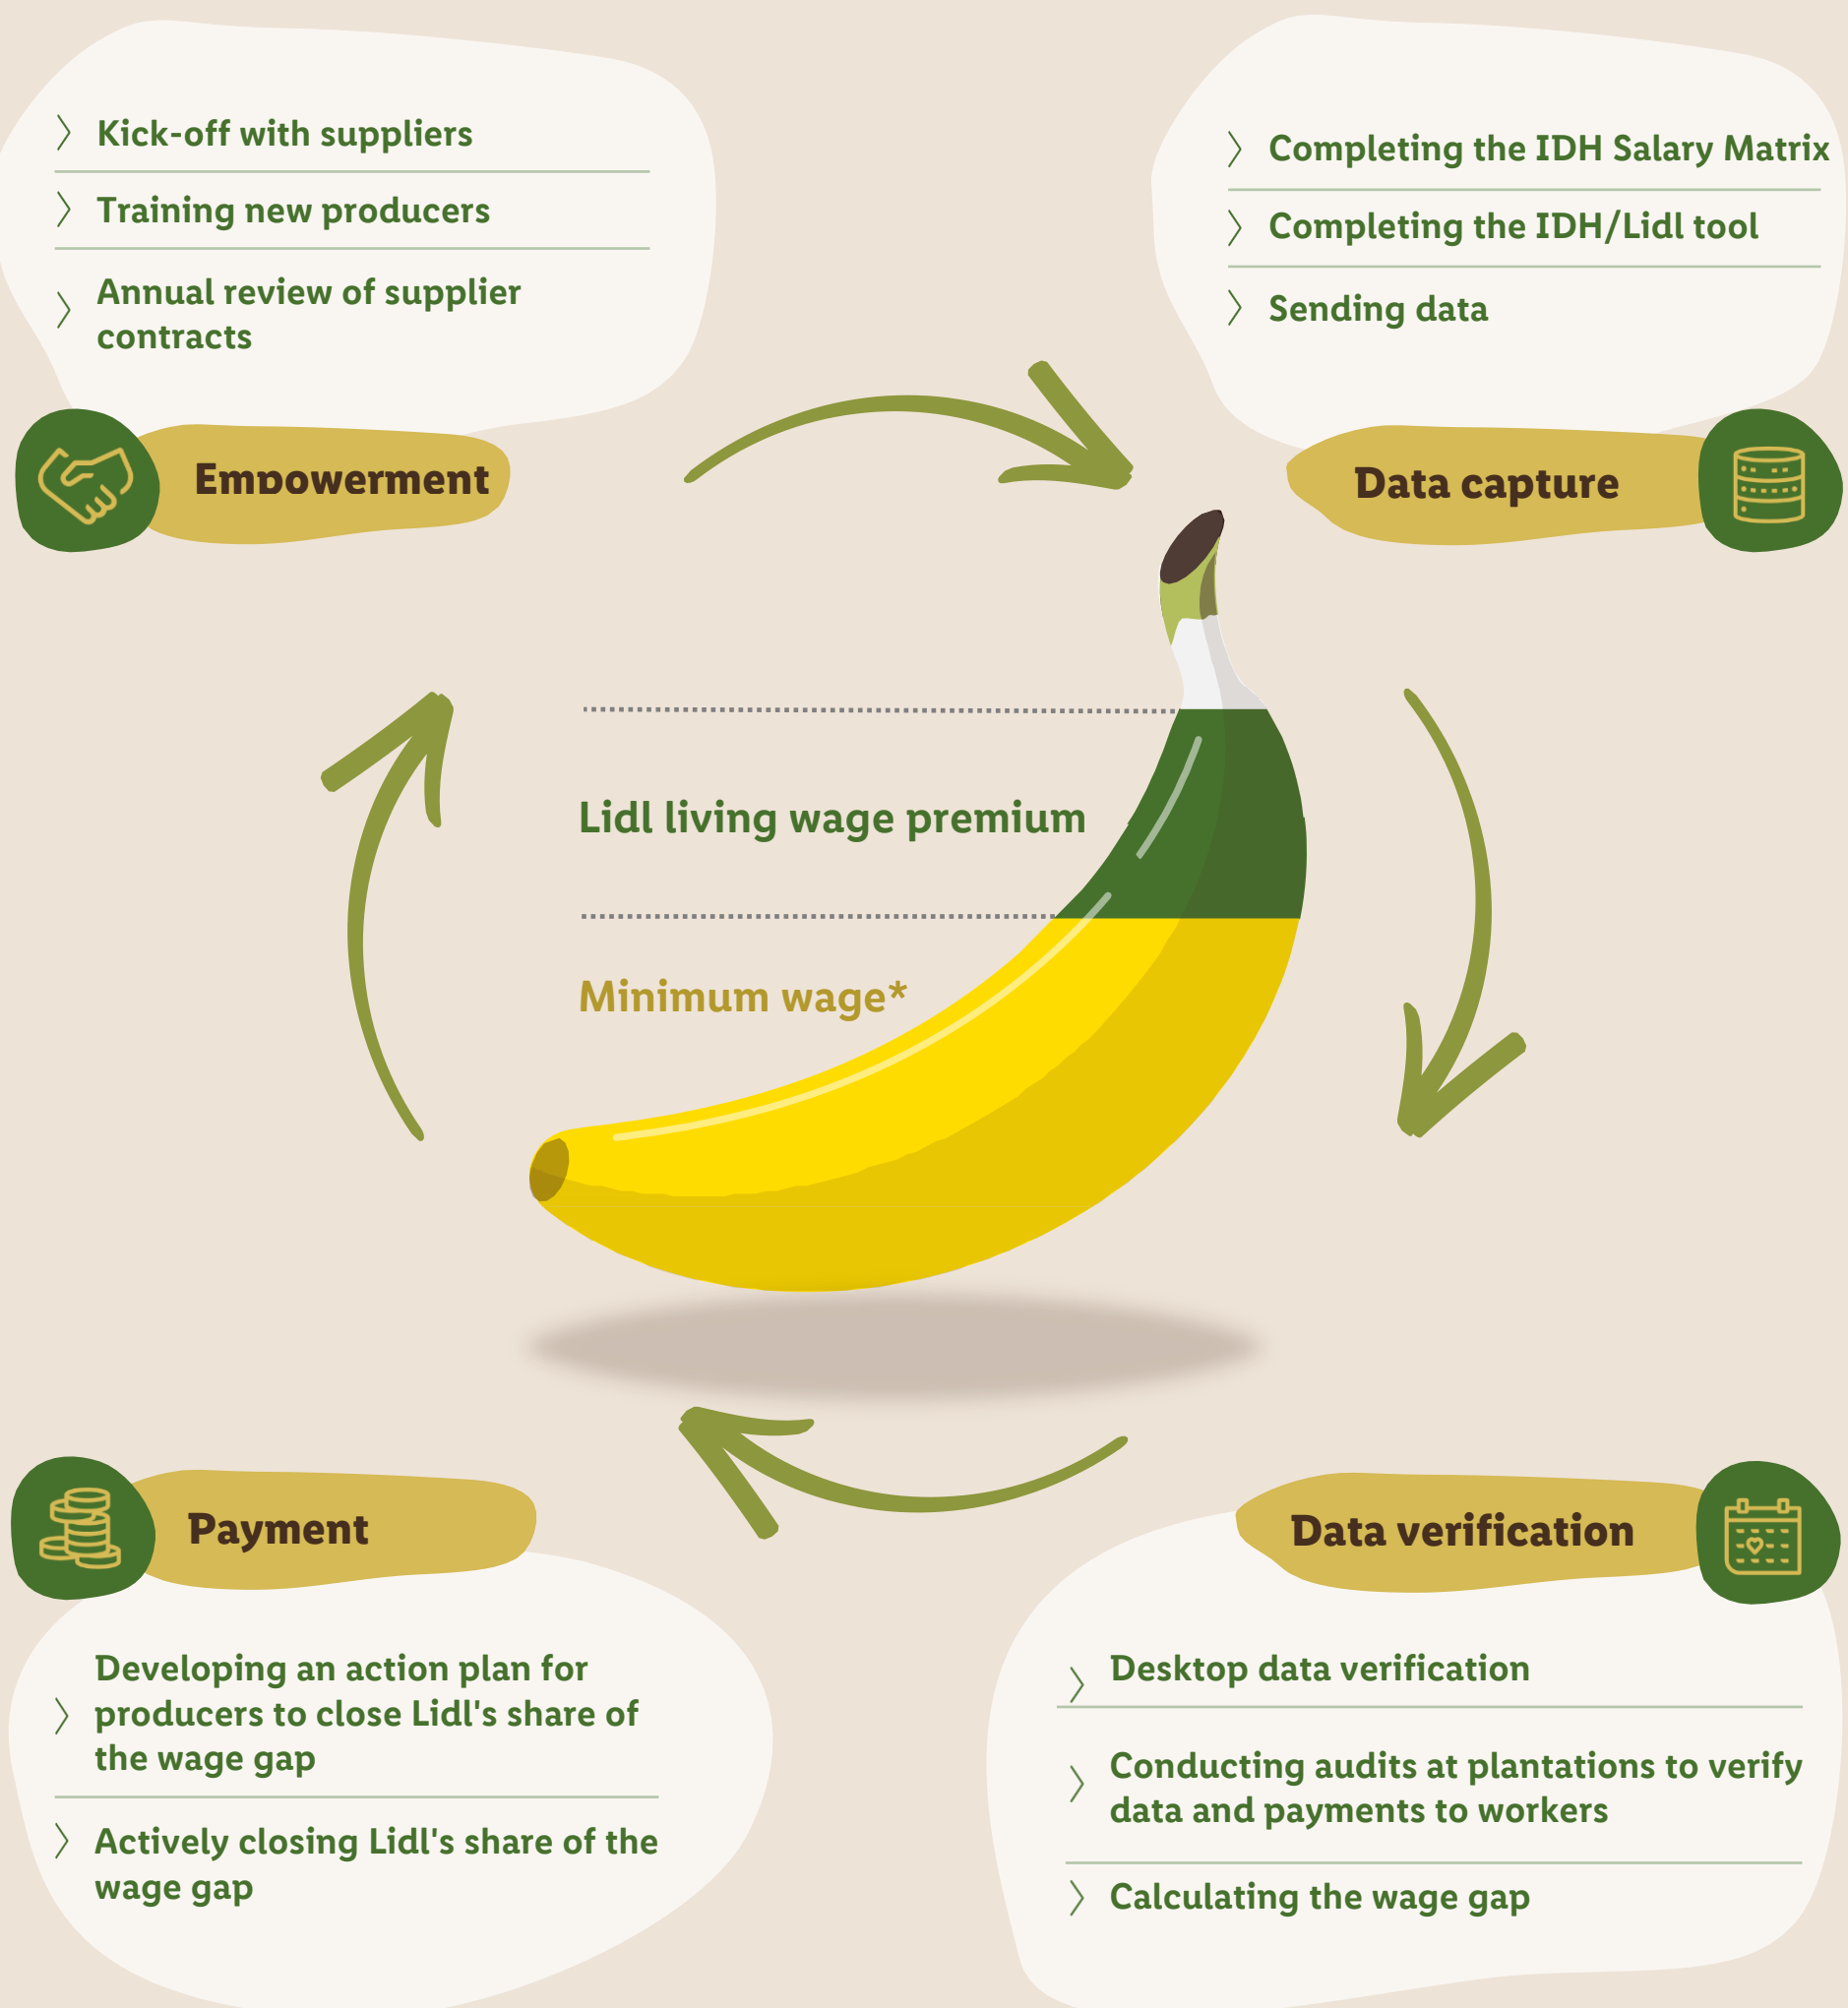 Kick-off with suppliers
Training new producers
Annual review of supplier
contracts
Empowerment
Completing the IDH Salary Matrix
Completing the IDH/Lidl tool
Sending data
Data capture
Lidl living wage premium
Minimum wage*
Payment
Developing an action plan for
producers to close Lidl's share of
the wage gap
Actively closing Lidl's share of the
wage gap
Data verification
Desktop data verification
Conducting audits at plantations to verify
data and payments to workers
Calculating the wage gap